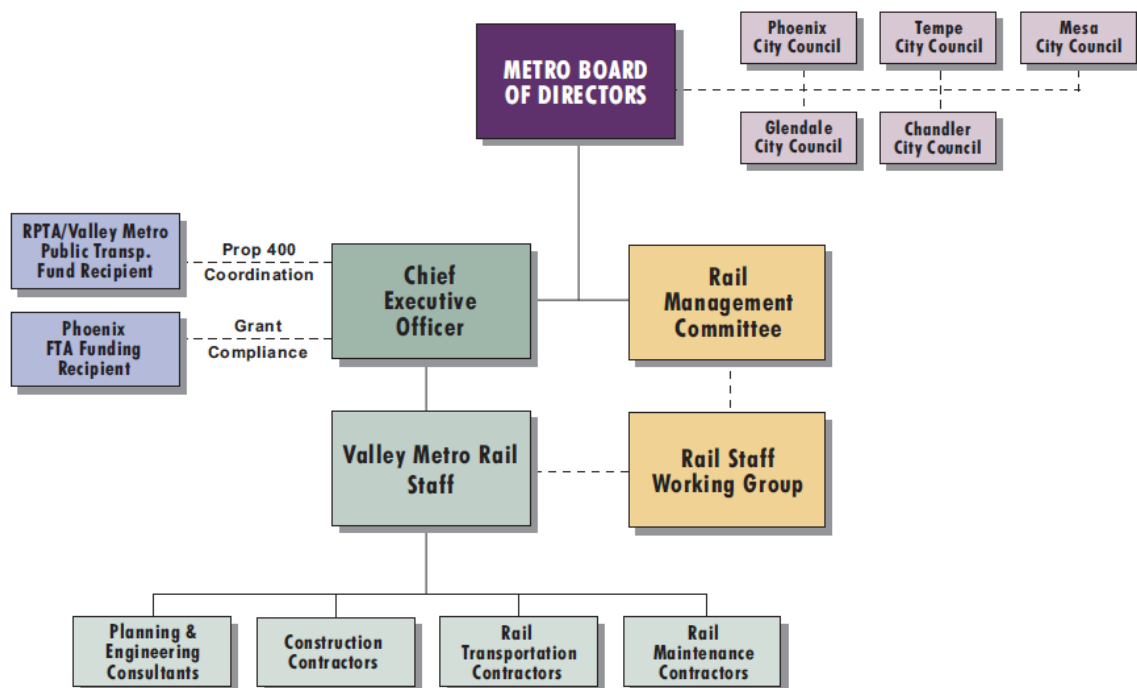 METRO BOARD
OF DIRECTORS
Phoenix
City Council
Tempe
City Council
Mesa
City Council
Glendale
City Council
Chandler
City Council
RPTA/Valley Metro
Public Transp.
Fund Recipient
Prop 400
Coordination
Phoenix
FTA Funding
Recipient
Grant
Compliance
Chief
Executive
Officer
Rail
Management
Committee
Valley Metro Rail
Staff
Rail Staff
Working Group
Planning &
Engineering
Consultants
Construction
Contractors
Rail
Transportation
Contractors
Rail
Maintenance
Contractors